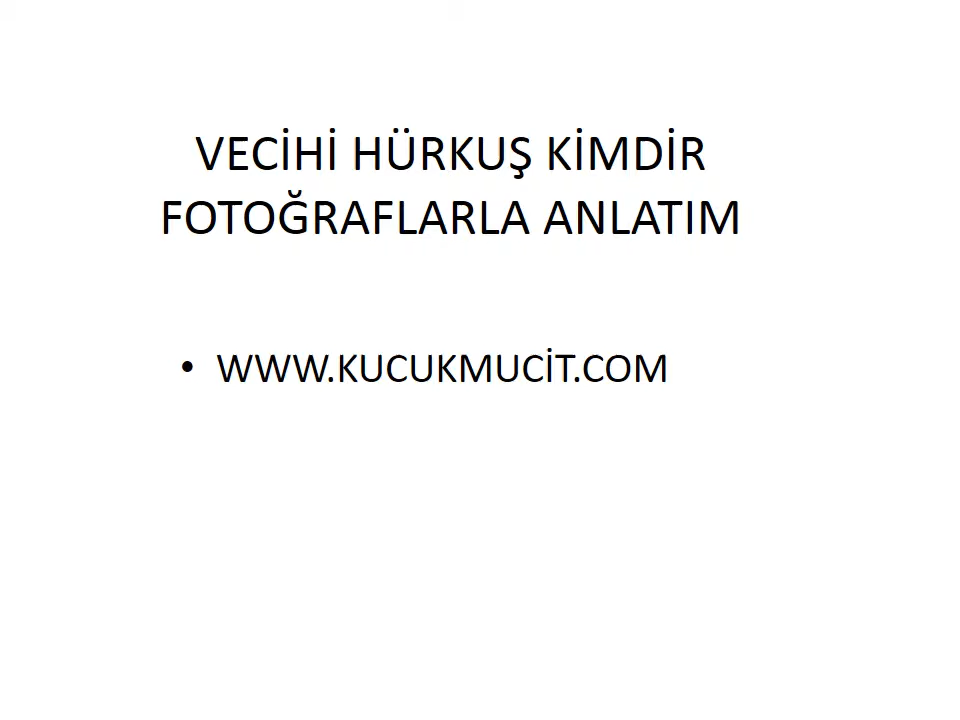 VECİHİ HÜRKUŞ KİMDİR
FOTOĞRAFLARLA ANLATIM
• WWW.KUCUKMUCİT.COM